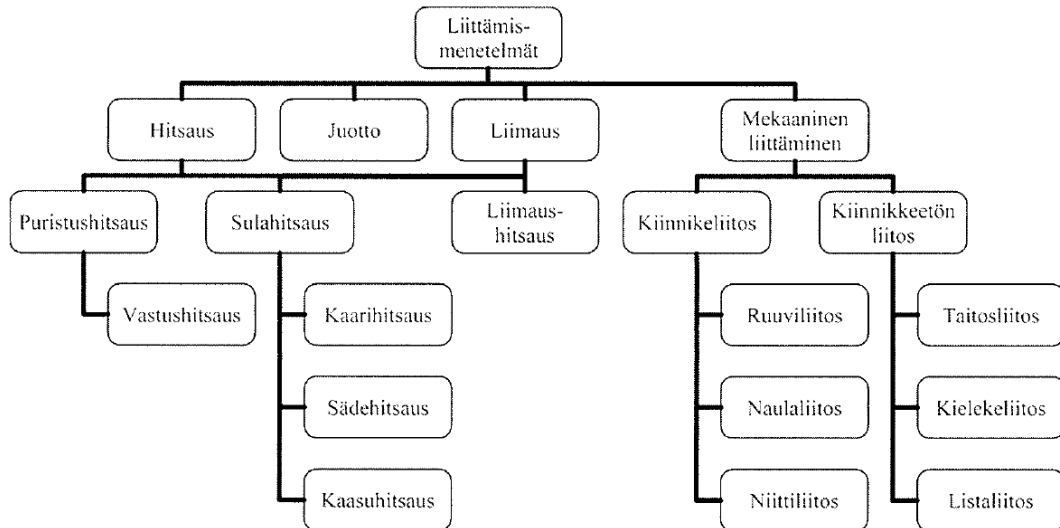 Liittämis-
menetelmät
Hitsaus
Juotto
Liimaus
Mekaaninen
liittäminen
Puristushitsaus
Sulahitsaus
Liimaus-
hitsaus
Kiinnikeliitos
Kiinnikkeetön
liitos
Vastushitsaus
Kaarihitsaus
Ruuviliitos
Taitosliitos
Sädehitsaus
Naulaliitos
Kielekeliitos
Kaasuhitsaus
Niittiliitos
Listaliitos